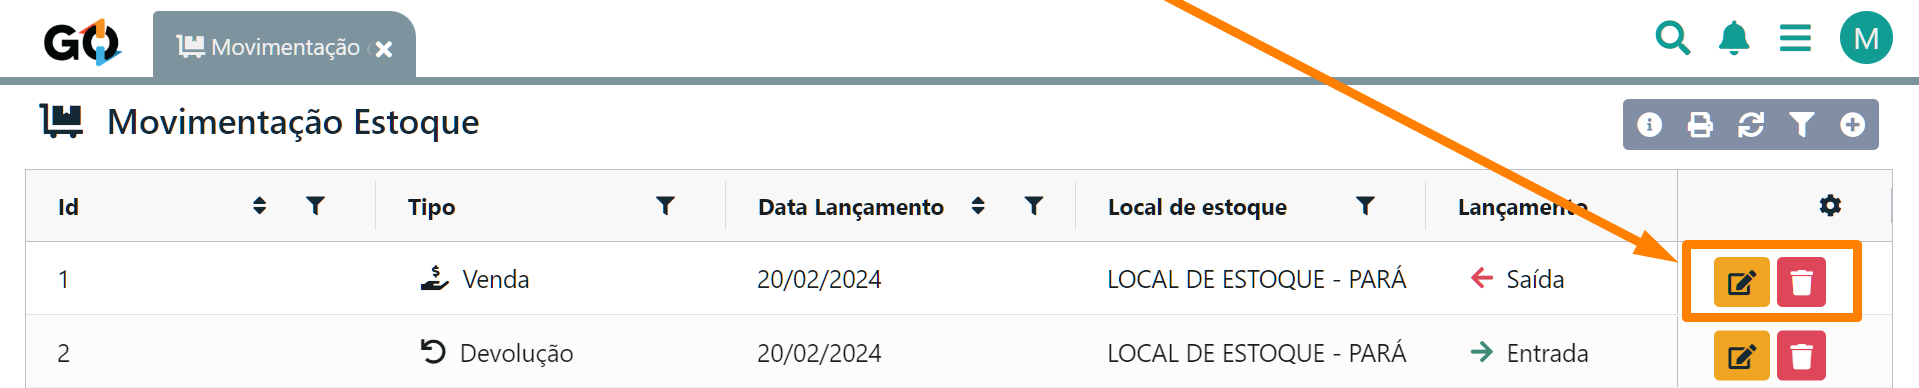 GO
Movimentação
M
Movimentação Estoque
Id Tipo Data Lançamento Local de estoque Lançamento
1 Venda 20/02/2024 LOCAL DE ESTOQUE - PARÁ Saída
2 Devolução 20/02/2024 LOCAL DE ESTOQUE - PARÁ Entrada